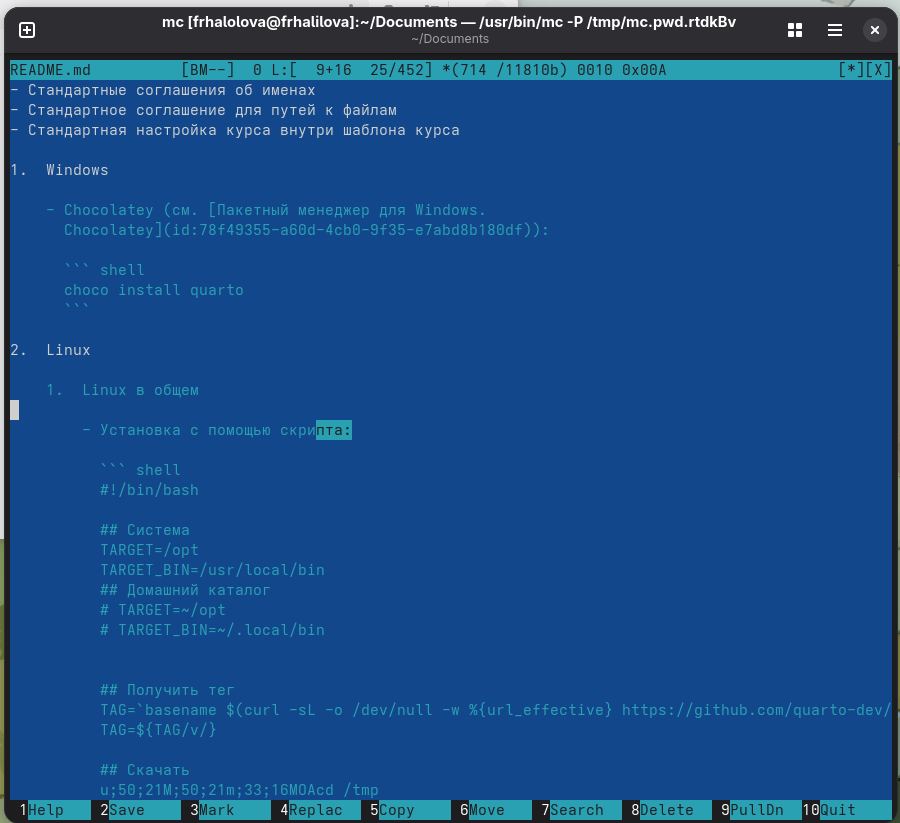 mc [frhalolova@frhalilova]:~/Documents — /usr/bin/mc -P /tmp/mc.pwd.rtdkBv
~/Documents
README.md          [BM--]  0 L:[  9+16  25/452] *(714 /11810b) 0010 0x00A                   [*][X]
- Стандартные соглашения об именах
- Стандартное соглашение для путей к файлам
- Стандартная настройка курса внутри шаблона курса
1.  Windows
- Chocolatey (см. [Пакетный менеджер для Windows.
Chocolatey](id:78f49355-a60d-4cb0-9f35-e7abd8b180df)):
``` shell
choco install quarto
```
2.  Linux
1.  Linux в общем
- Установка с помощью скрипта:
``` shell
#!/bin/bash
## Система
TARGET=/opt
TARGET_BIN=/usr/local/bin
## Домашний каталог
# TARGET=~/opt
# TARGET_BIN=~/.local/bin
## Получить тег
TAG=`basename $(curl -sL -o /dev/null -w %{url_effective} https://github.com/quarto-dev/
TAG=${TAG/v/}
## Скачать
u;50;21M;50;21m;33;16MOAcd /tmp
1Help   2Save   3Mark   4Replac   5Copy   6Move   7Search   8Delete   9PullDn   10Quit